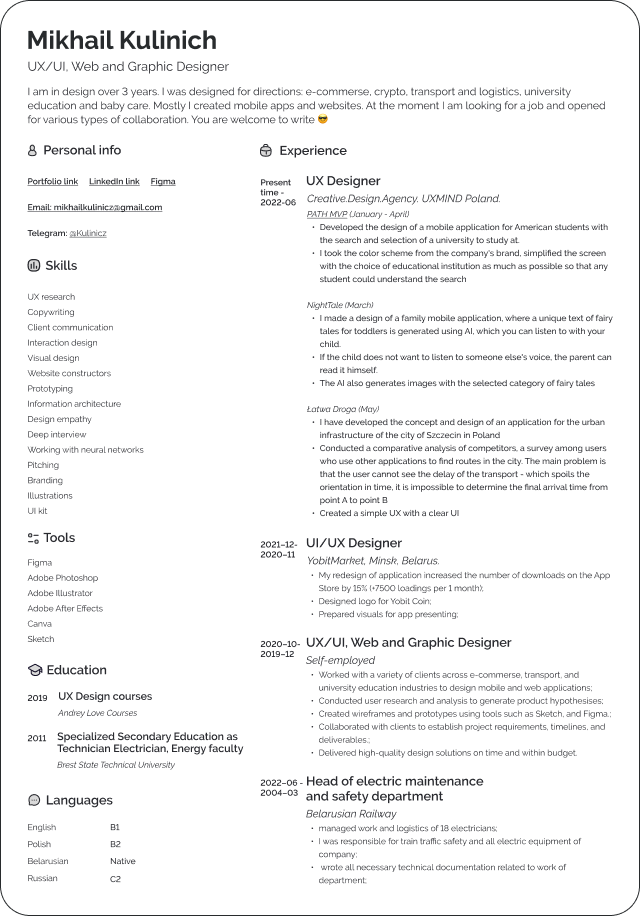 Mikhail Kulinich
UX/UI, Web and Graphic Designer
I am in design over 3 years. I was designed for directions: e-commerse, crypto, transport and logistics, university
education and baby care. Mostly I created mobile apps and websites. At the moment I am looking for a job and opened
for various types of collaboration. You are welcome to write 😎
Personal info
Portfolio link LinkedIn link Figma
Email: mikhailkulinicz@gmail.com
Telegram: @Kulinicz
Skills
UX research
Copywriting
Client communication
Interaction design
Visual design
Website constructors
Prototyping
Information architecture
Design empathy
Deep interview
Working with neural networks
Pitching
Branding
Illustrations
UI kit
Tools
Figma
Adobe Photoshop
Adobe Illustrator
Adobe After Effects
Canva
Sketch
Education
2019 UX Design courses
Andrey Love Courses
2011 Specialized Secondary Education as
Technician Electrician, Energy faculty
Brest State Technical University
Languages
English B1
Polish B2
Belarusian Native
Russian C2
Experience
Present
time -
2022-06
UX Designer
Creative.Design.Agency. UXMIND Poland.
PATH MVP (January - April)
• Developed the design of a mobile application for American students with
the search and selection of a university to study at.
• I took the color scheme from the company's brand, simplified the screen
with the choice of educational institution as much as possible so that any
student could understand the search
NightTale (March)
• I made a design of a family mobile application, where a unique text of fairy
tales for toddlers is generated using AI, which you can listen to with your
child.
• If the child does not want to listen to someone else's voice, the parent can
read it himself.
• The AI also generates images with the selected category of fairy tales
Łatwa Droga (May)
• I have developed the concept and design of an application for the urban
infrastructure of the city of Szczecin in Poland
• Conducted a comparative analysis of competitors, a survey among users
who use other applications to find routes in the city. The main problem is
that the user cannot see the delay of the transport - which spoils the
orientation in time, it is impossible to determine the final arrival time from
point A to point B
• Created a simple UX with a clear UI
2021–12-
2020–11
UI/UX Designer
YobitMarket, Minsk, Belarus.
• My redesign of application increased the number of downloads on the App
Store by 15% (+7500 loadings per 1 month);
• Designed logo for Yobit Coin;
• Prepared visuals for app presenting;
2020–10-
2019–12
UX/UI, Web and Graphic Designer
Self-employed
• Worked with a variety of clients across e-commerse, transport, and
university education industries to design mobile and web applications;
• Conducted user research and analysis to generate product hypothesises;
• Created wireframes and prototypes using tools such as Sketch, and Figma.;
• Collaborated with clients to establish project requirements, timelines, and
deliverables.;
• Delivered high-quality design solutions on time and within budget.
2022–06 -
2004–03
Head of electric maintenance
and safety department
Belarusian Railway
• managed work and logistics of 18 electricians;
• I was responsible for train traffic safety and all electric equipment of
company;
• wrote all necessary technical documentation related to work of
department;